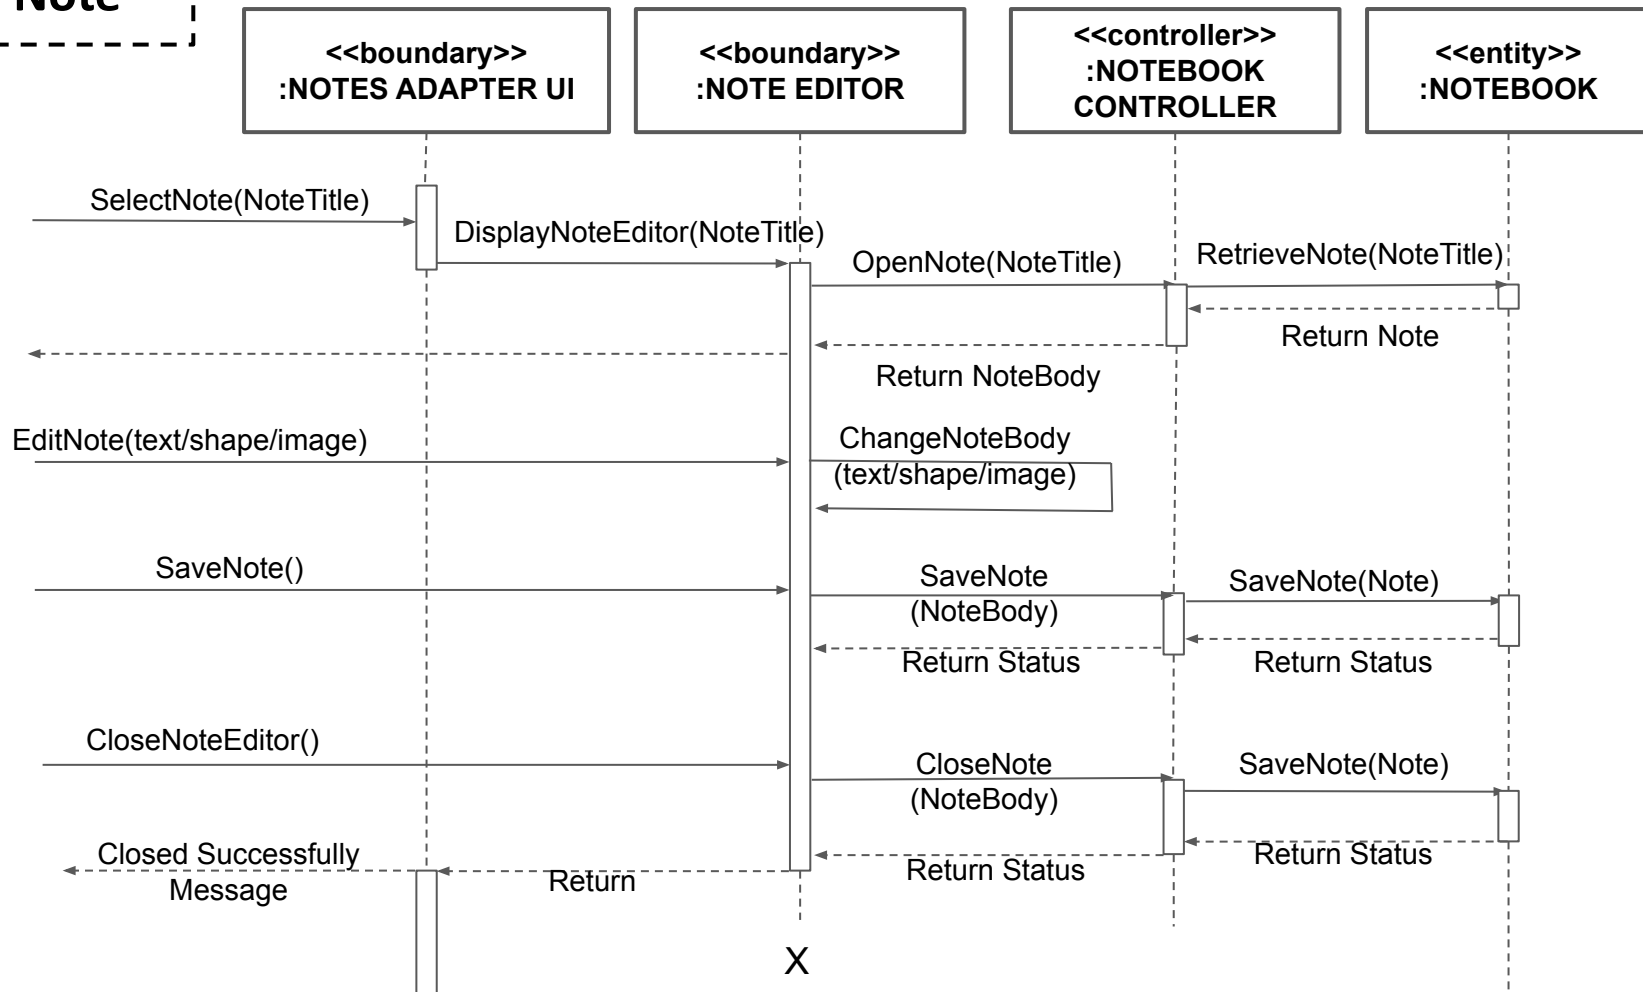 Note
<<boundary>>
:NOTES ADAPTER UI
<<boundary>>
:NOTE EDITOR
<<controller>>
:NOTEBOOK
CONTROLLER
<<entity>>
:NOTEBOOK
SelectNote(NoteTitle)
DisplayNoteEditor(NoteTitle)
OpenNote(NoteTitle)
RetrieveNote(NoteTitle)
Return Note
Return NoteBody
EditNote(text/shape/image)
ChangeNoteBody
(text/shape/image)
SaveNote()
SaveNote
(NoteBody)
SaveNote(Note)
Return Status
Return Status
CloseNoteEditor()
CloseNote
(NoteBody)
SaveNote(Note)
Return Status
Return Status
Return
Closed Successfully
Message
X